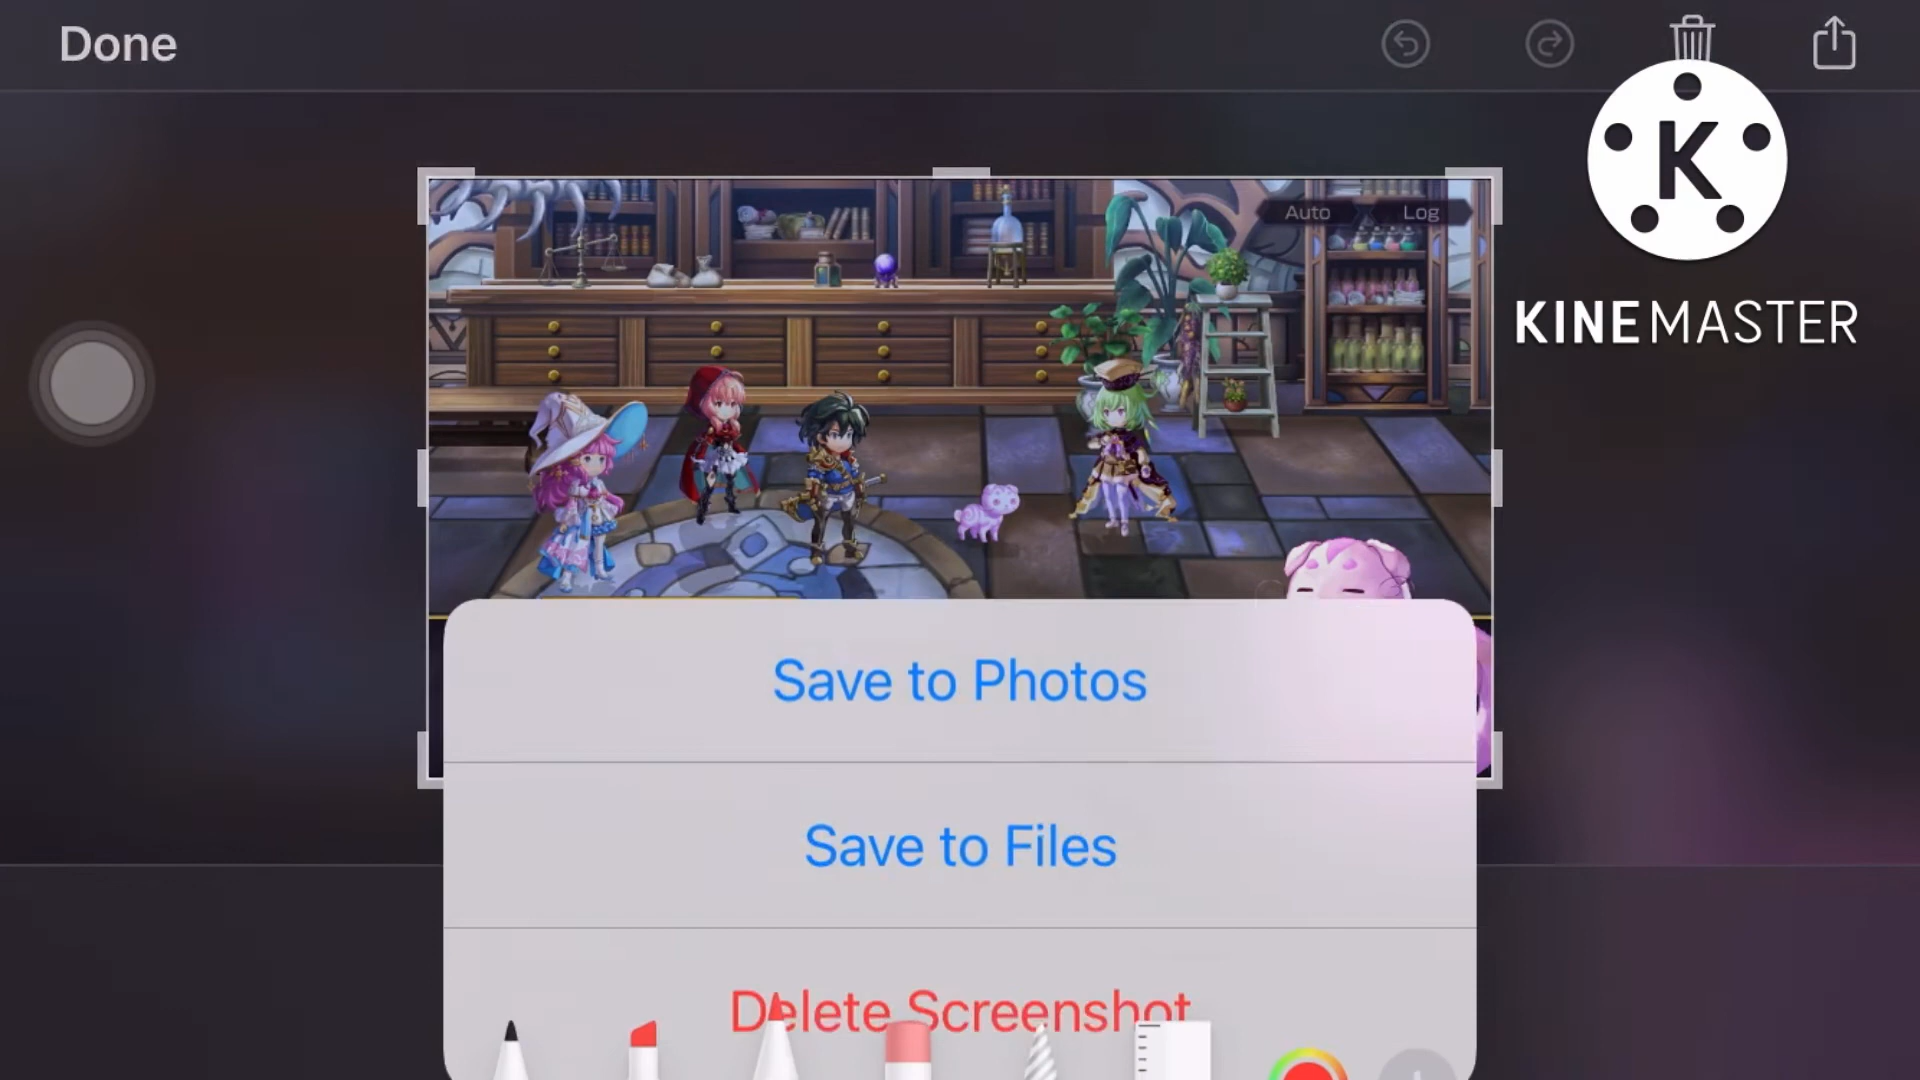 Done
K
KINEMASTER
Auto
Log
Save to Photos
Save to Files
Delete Screenshot